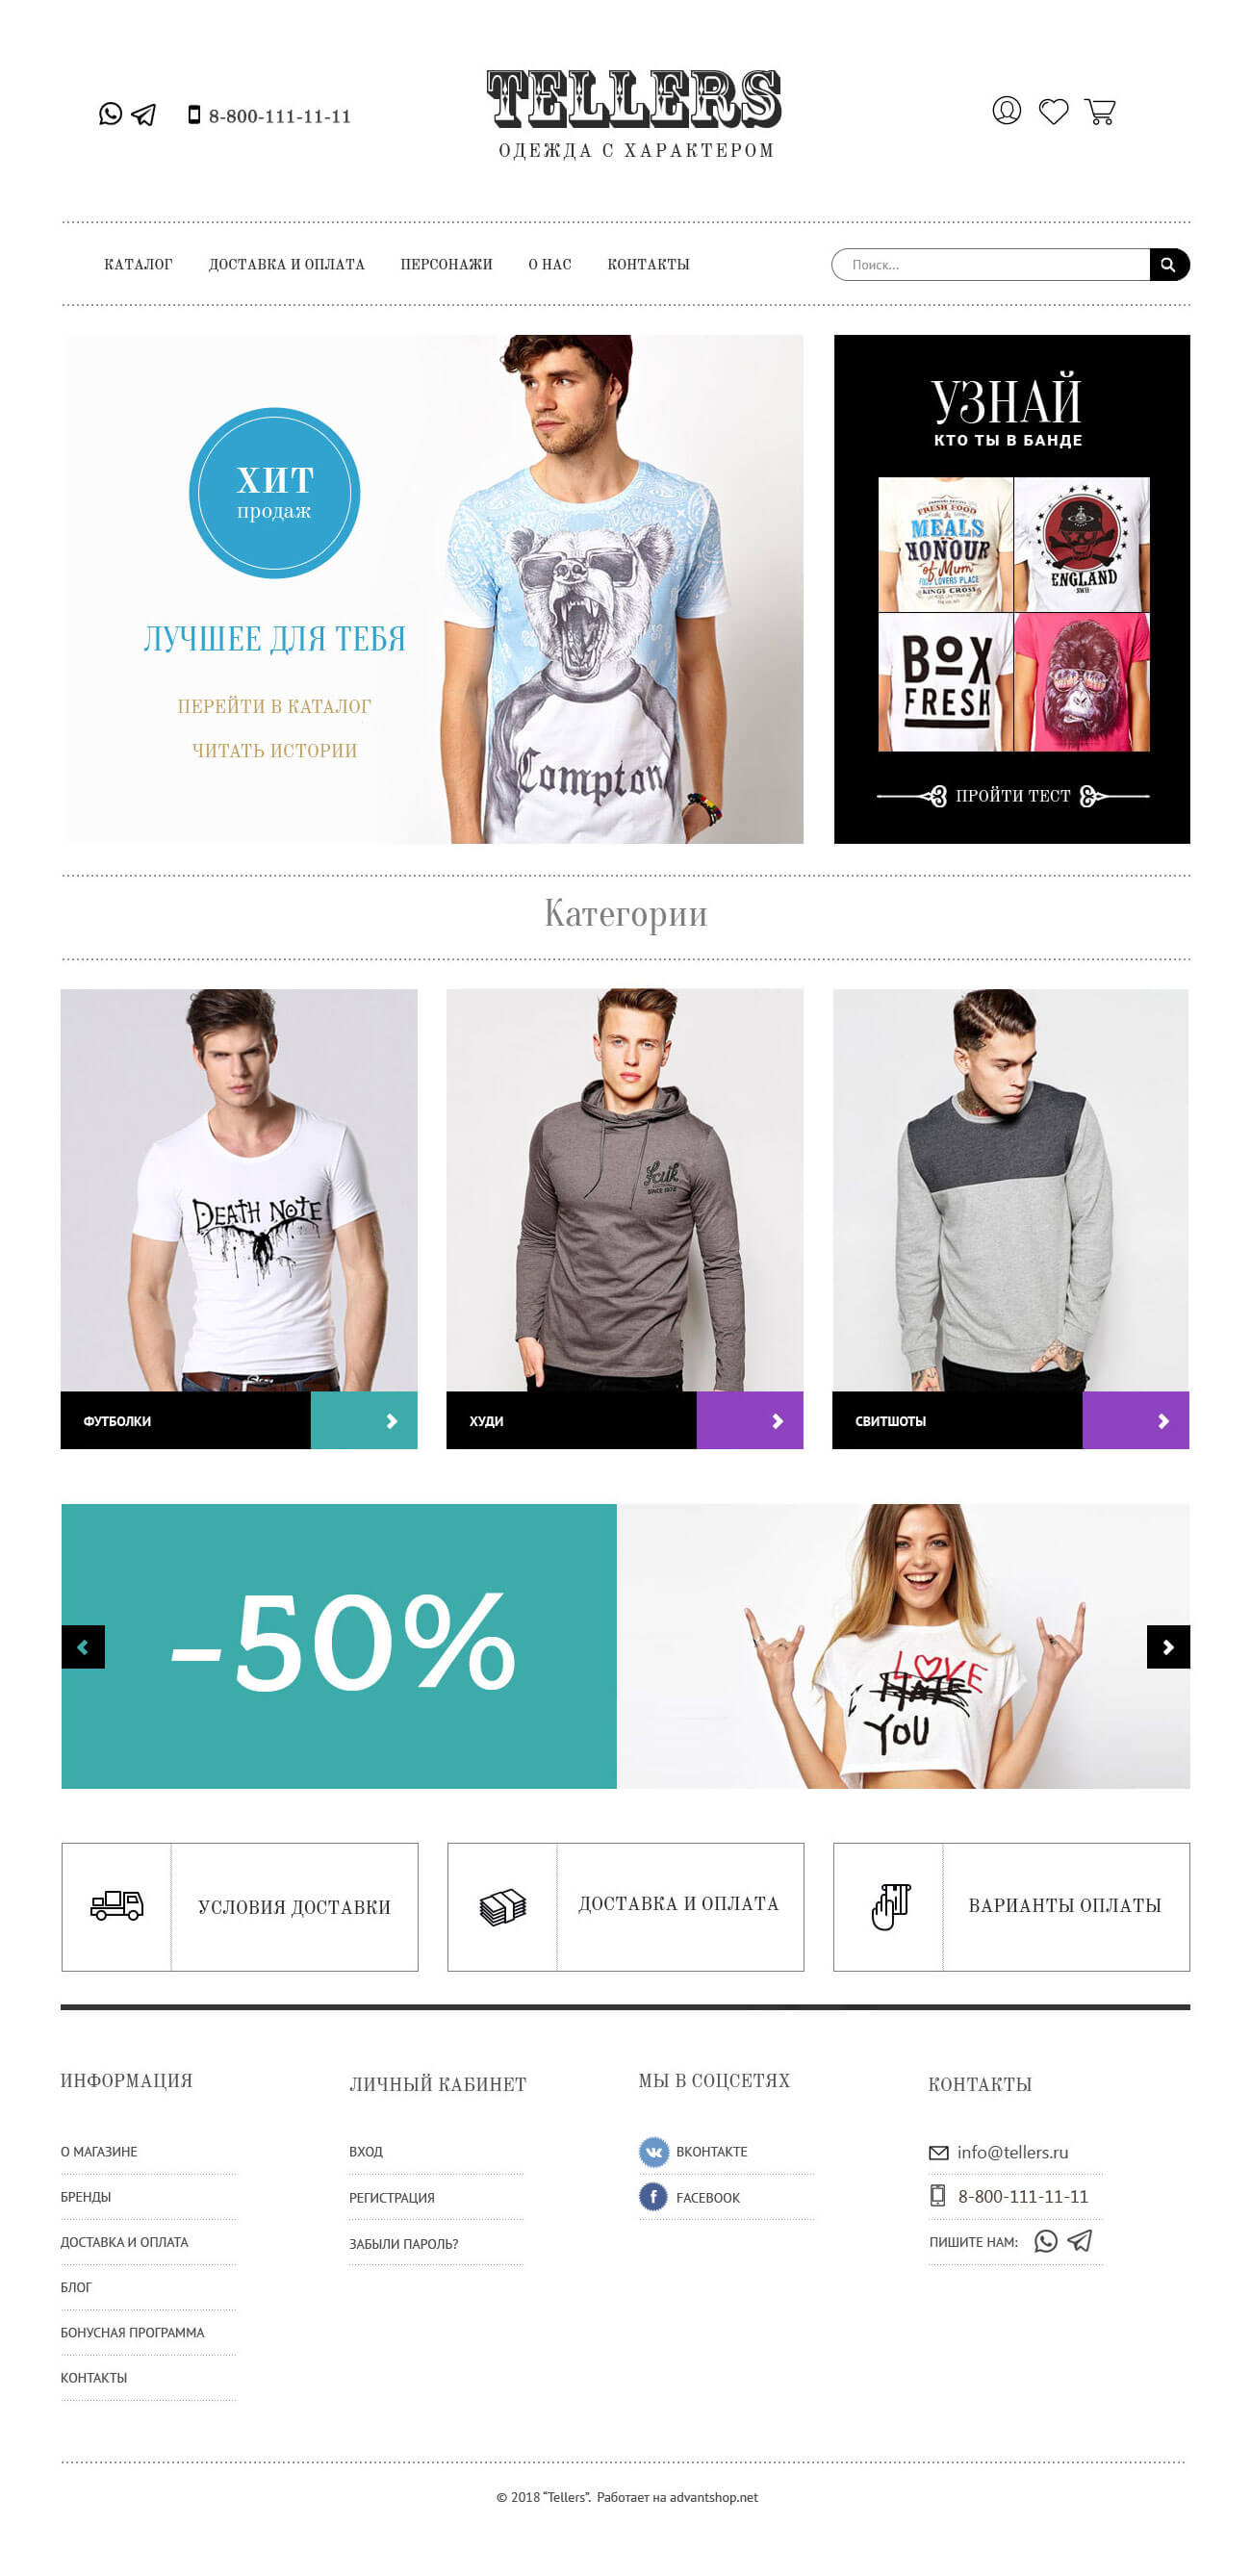 8-800-111-11-11
TELLERS
ОДЕЖДА С ХАРАКТЕРОМ
КАТАЛОГ ДОСТАВКА И ОПЛАТА ПЕРСОНАЖИ О НАС КОНТАКТЫ
Поиск...
ХИТ
продаж
ЛУЧШЕЕ ДЛЯ ТЕБЯ
ПЕРЕЙТИ В КАТАЛОГ
ЧИТАТЬ ИСТОРИИ
Compton
УЗНАЙ
КТО ТЫ В БАНДЕ
FRESH FOOD
MEALS
HONOUR
of Mum
FOOD LOVERS PLACE
KINGS CROSS
ENGLAND
BOX
FRESH
ПРОЙТИ ТЕСТ
Категории
DEATH NOTE
fcuk
SINCE 1972
ФУТБОЛКИ
ХУДИ
СВИТШОТЫ
-50%
LOVE
HATE
YOU
УСЛОВИЯ ДОСТАВКИ
ДОСТАВКА И ОПЛАТА
ВАРИАНТЫ ОПЛАТЫ
ИНФОРМАЦИЯ
О МАГАЗИНЕ
БРЕНДЫ
ДОСТАВКА И ОПЛАТА
БЛОГ
БОНУСНАЯ ПРОГРАММА
КОНТАКТЫ
ЛИЧНЫЙ КАБИНЕТ
ВХОД
РЕГИСТРАЦИЯ
ЗАБЫЛИ ПАРОЛЬ?
МЫ В СОЦСЕТЯХ
ВКОНТАКТЕ
FACEBOOK
КОНТАКТЫ
info@tellers.ru
8-800-111-11-11
ПИШИТЕ НАМ:
© 2018 "Tellers". Работает на advantshop.net